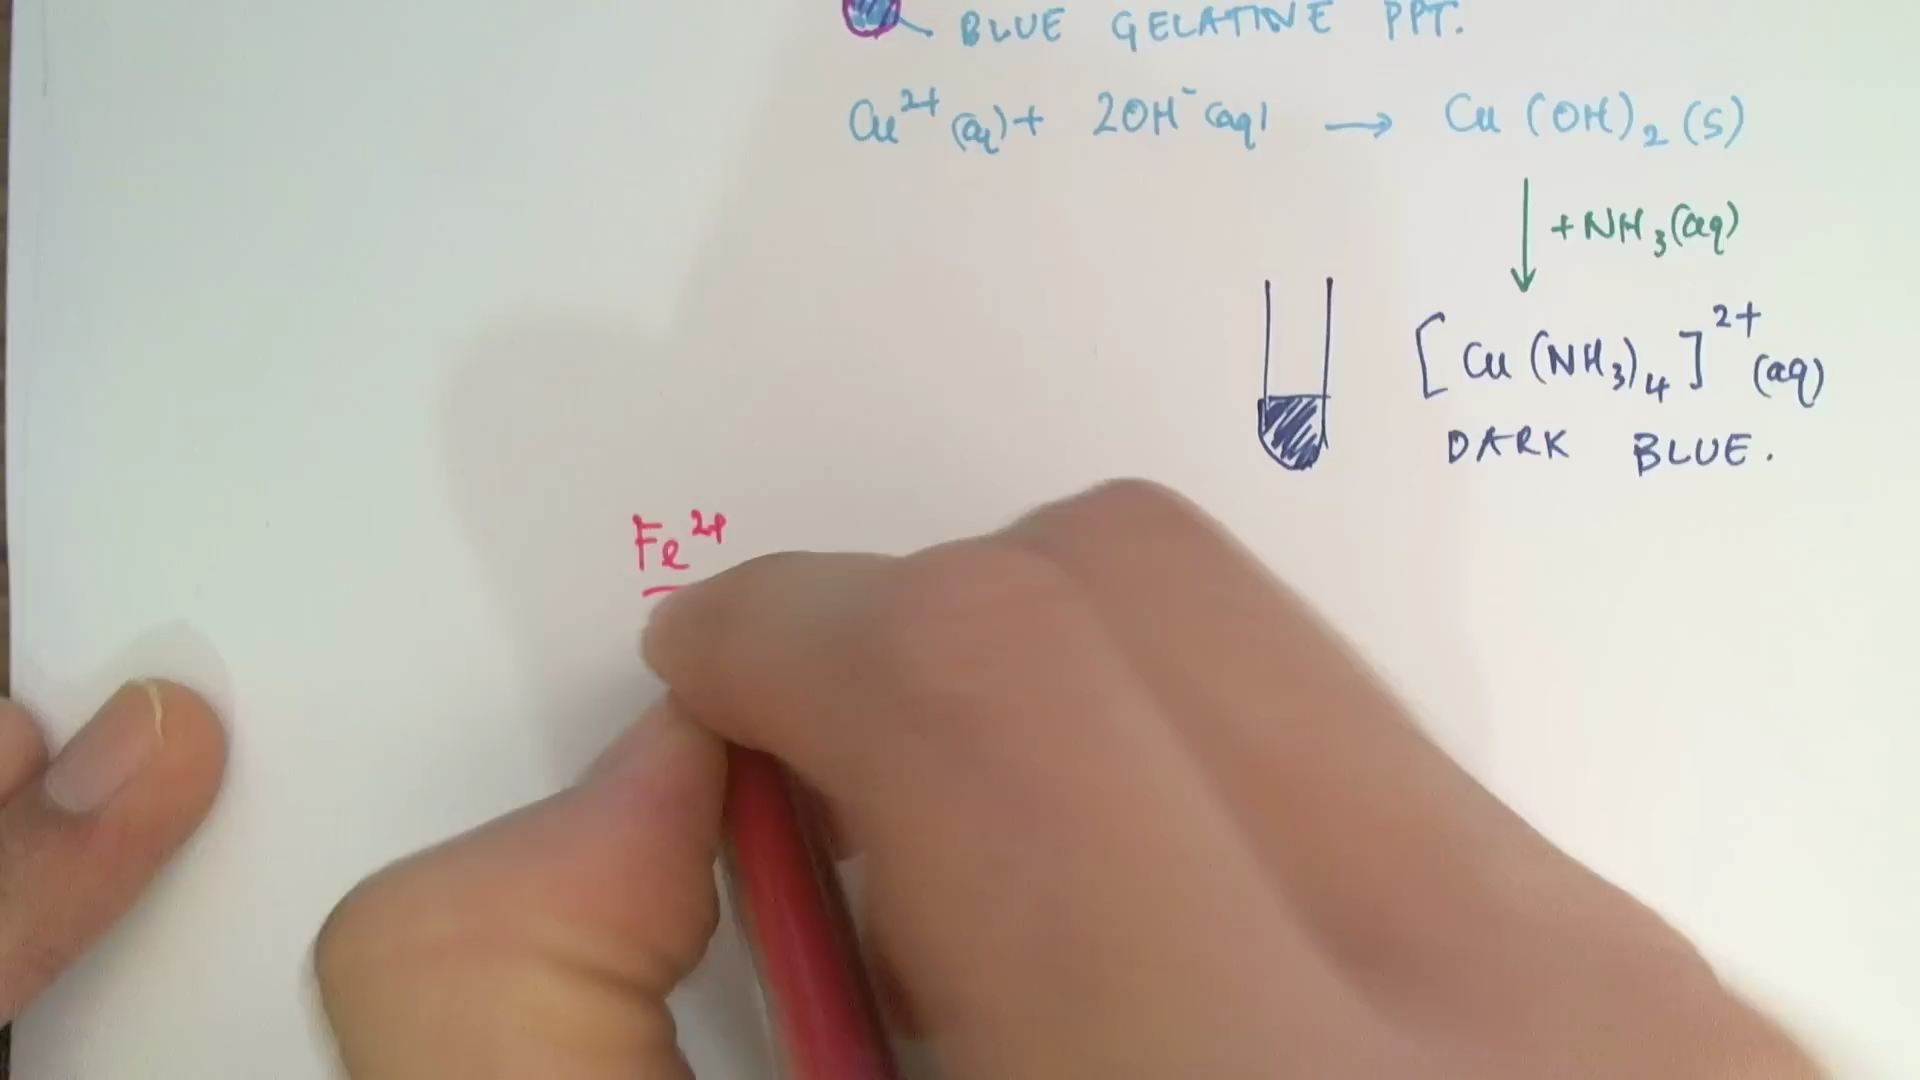 BLUE GELATINE PPT.
Cu²⁺ (aq) + 2OH⁻ (aq) → Cu (OH)₂ (s)
↓ + NH₃(aq)
[Cu (NH₃)₄]²⁺ (aq)
DARK BLUE.
Fe²⁺